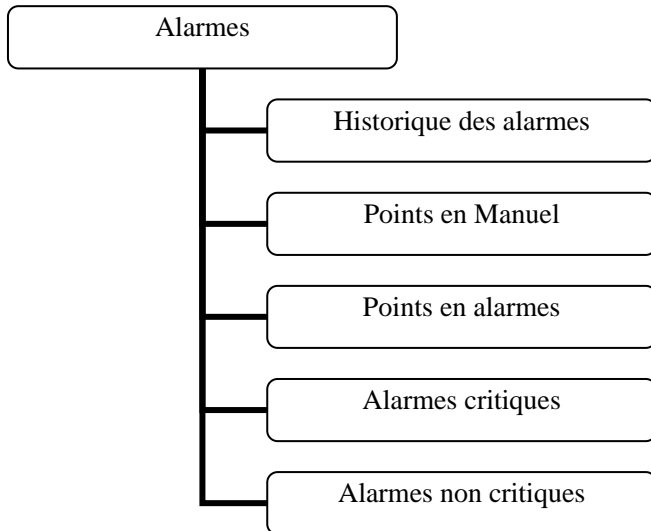 Alarmes
Historique des alarmes
Points en Manuel
Points en alarmes
Alarmes critiques
Alarmes non critiques